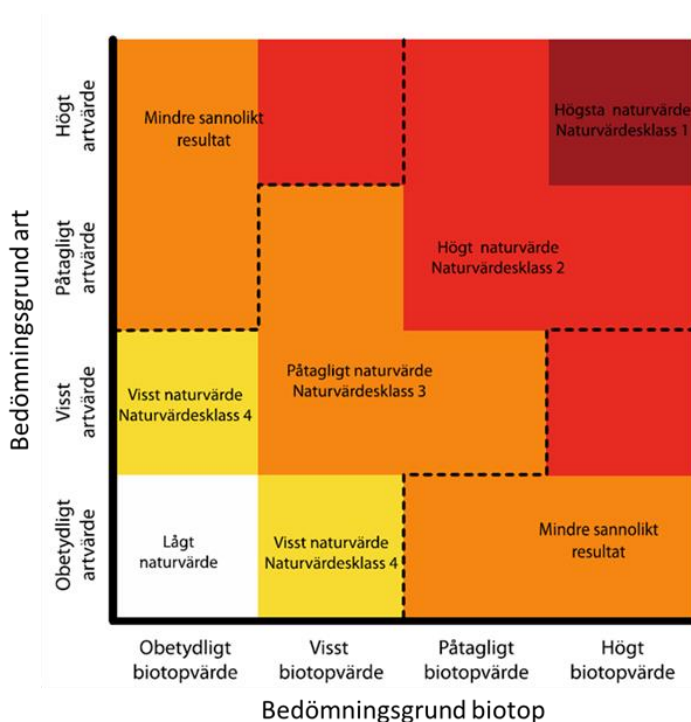 Bedömningsgrund art
Högt
artvärde
Påtagligt
artvärde
Visst
artvärde
Obetydligt
artvärde
Mindre sannolikt
resultat
Högsta naturvärde
Naturvärdesklass 1
Högt naturvärde
Naturvärdesklass 2
Påtagligt naturvärde
Naturvärdesklass 3
Visst naturvärde
Naturvärdesklass 4
Lågt
naturvärde
Visst naturvärde
Naturvärdesklass 4
Mindre sannolikt
resultat
Obetydligt
biotopvärde
Visst
biotopvärde
Påtagligt
biotopvärde
Högt
biotopvärde
Bedömningsgrund biotop